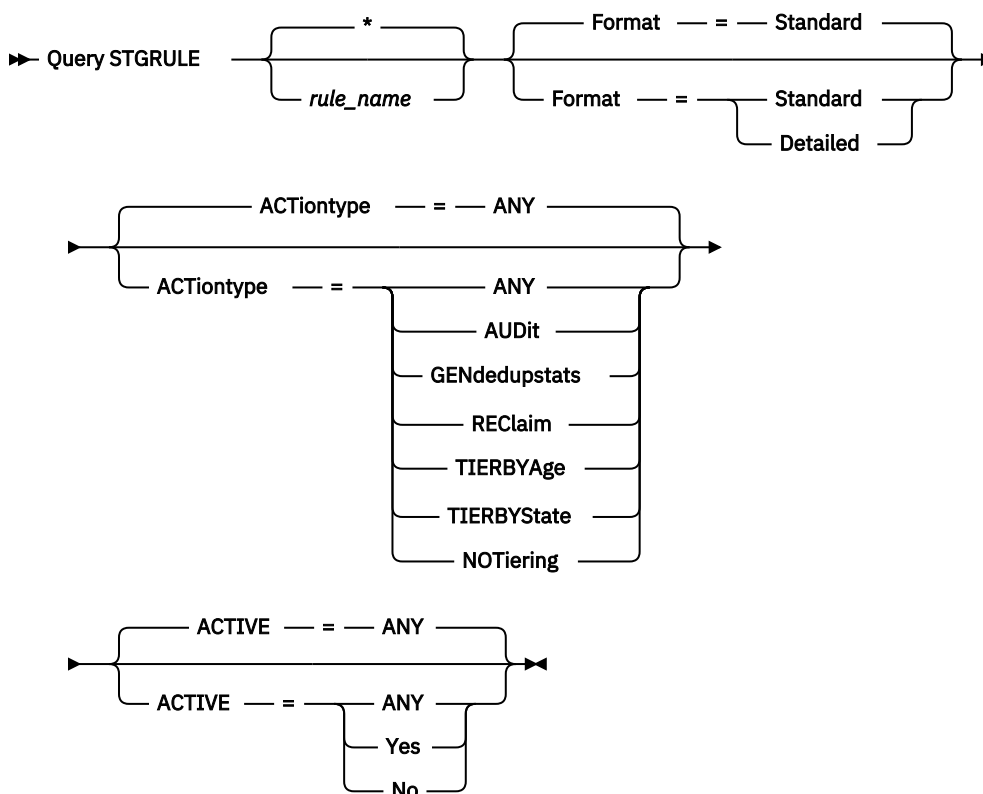 *
Format = Standard
Query STGRULE
rule_name
Format = Standard
Detailed
ACTiontype = ANY
ACTiontype = ANY
AUDit
GENdedupstats
REClaim
TIERBYAge
TIERBYState
NOTiering
ACTIVE = ANY
ACTIVE = ANY
Yes
No